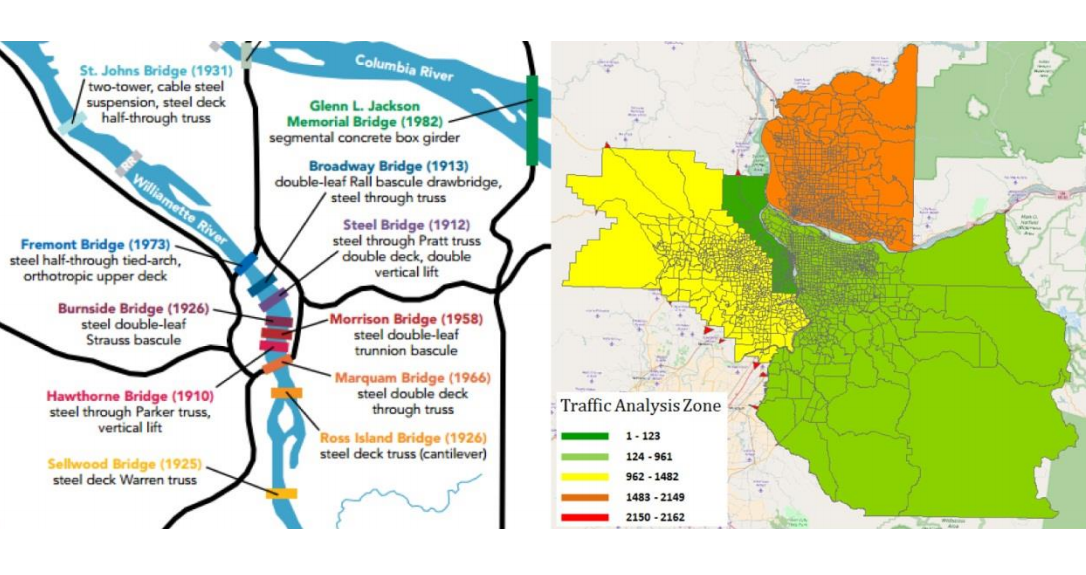 St. Johns Bridge (1931)
two-tower, cable steel
suspension, steel deck
half-through truss
Columbia River
Glenn L. Jackson
Memorial Bridge (1982)
segmental concrete box girder
RR
Broadway Bridge (1913)
double-leaf Rall bascule drawbridge,
steel through truss
Williamette River
Steel Bridge (1912)
steel through Pratt truss
double deck, double
vertical lift
Fremont Bridge (1973)
steel half-through tied-arch,
orthotropic upper deck
Burnside Bridge (1926)
steel double-leaf
Strauss bascule
Morrison Bridge (1958)
steel double-leaf
trunnion bascule
Hawthorne Bridge (1910)
steel through Parker truss,
vertical lift
Marquam Bridge (1966)
steel double deck
through truss
Ross Island Bridge (1926)
steel deck truss (cantilever)
Sellwood Bridge (1925)
steel deck Warren truss
Traffic Analysis Zone
1 - 123
124 - 961
962 - 1482
1483 - 2149
2150 - 2162